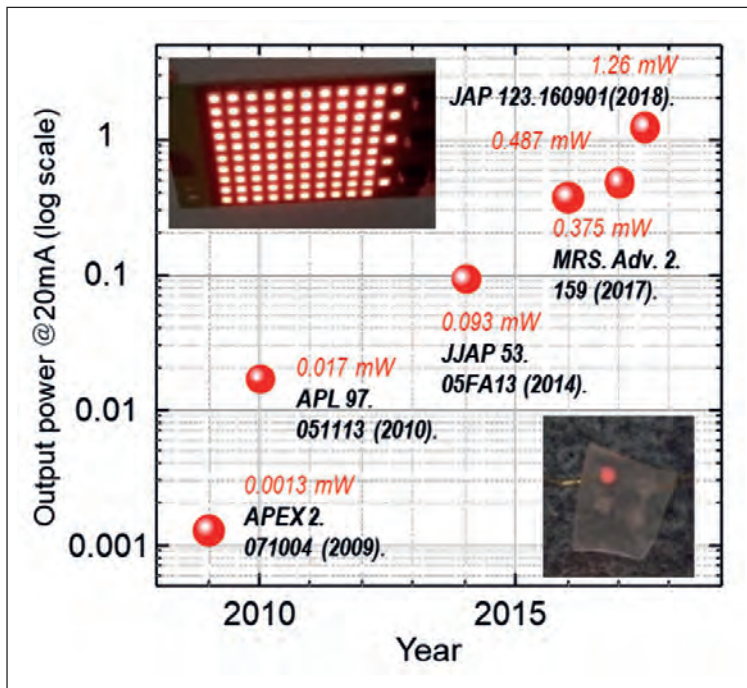 1.26 mW
JAP 123.160901(2018).
0.487 mW
0.375 mW
MRS. Adv. 2.
159 (2017).
0.093 mW
JJAP 53.
05FA13 (2014).
0.017 mW
APL 97.
051113 (2010).
0.0013 mW
APEX 2.
071004 (2009).
Output power @20mA (log scale)
1
0.1
0.01
0.001
2010
2015
Year